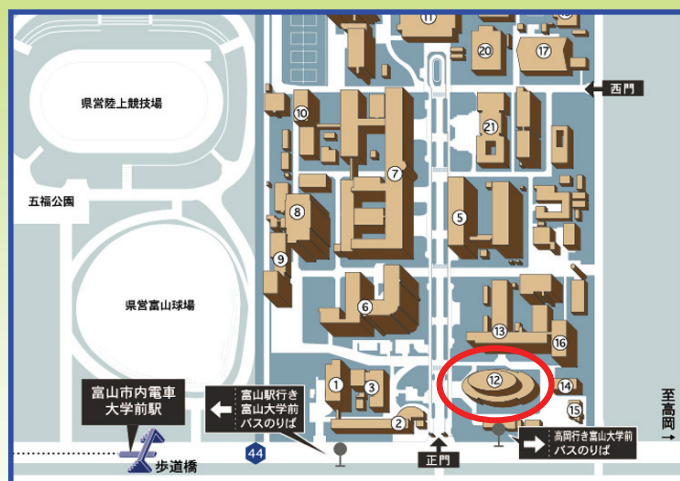 11
20
17
18
西門
県営陸上競技場
10
21
7
五福公園
8
5
9
県営富山球場
6
13
16
富山市内電車
大学前駅
1
3
富山駅行き
富山大学前
バスのりば
12
14
15
2
至高岡→
高岡行き富山大学前
バスのりば
44
正門
歩道橋